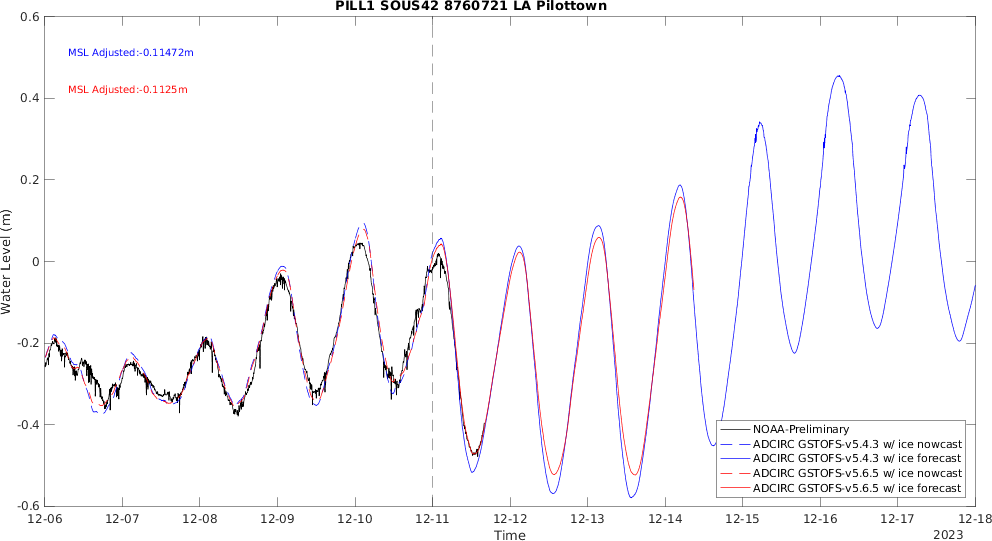 PILL1 SOUS42 8760721 LA Pilottown
MSL Adjusted:-0.11472m
MSL Adjusted:-0.1125m
Water Level (m)
0.6
0.4
0.2
0
-0.2
-0.4
-0.6
NOAA-Preliminary
ADCIRC GSTOFS-v5.4.3 w/ ice nowcast
ADCIRC GSTOFS-v5.4.3 w/ ice forecast
ADCIRC GSTOFS-v5.6.5 w/ ice nowcast
ADCIRC GSTOFS-v5.6.5 w/ ice forecast
12-06 12-07 12-08 12-09 12-10 12-11 12-12 12-13 12-14 12-15 12-16 12-17 12-18
Time
2023